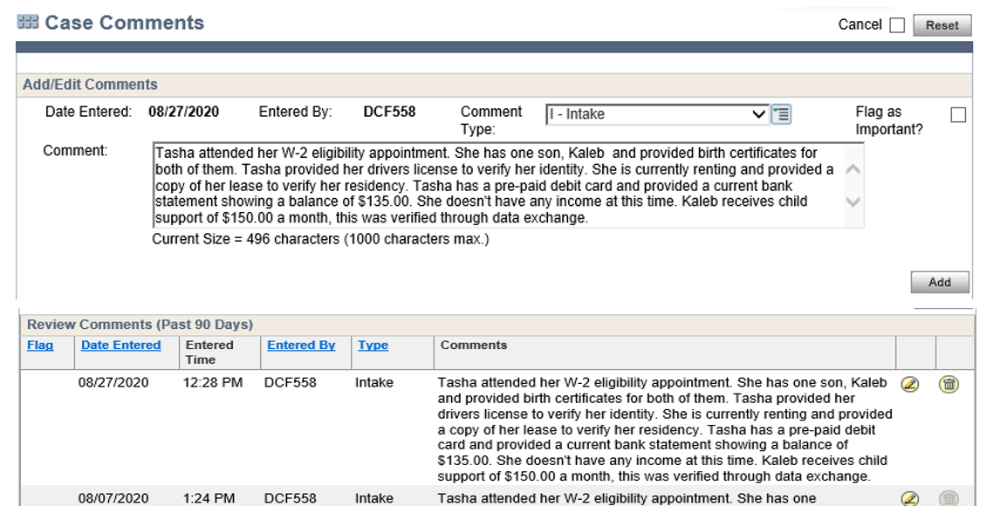 Case Comments
Cancel
Reset
Add/Edit Comments
Date Entered: 08/27/2020 Entered By: DCF558 Comment Type: I - Intake Flag as Important?
Comment:
Tasha attended her W-2 eligibility appointment. She has one son, Kaleb  and provided birth certificates for
both of them. Tasha provided her drivers license to verify her identity. She is currently renting and provided a
copy of her lease to verify her residency. Tasha has a pre-paid debit card and provided a current bank
statement showing a balance of $135.00. She doesn't have any income at this time. Kaleb receives child
support of $150.00 a month, this was verified through data exchange.
Current Size = 496 characters (1000 characters max.)
Add
Review Comments (Past 90 Days)
Flag Date Entered Entered Time Entered By Type Comments
08/27/2020 12:28 PM DCF558 Intake Tasha attended her W-2 eligibility appointment. She has one son, Kaleb
and provided birth certificates for both of them. Tasha provided her
drivers license to verify her identity. She is currently renting and provided
a copy of her lease to verify her residency. Tasha has a pre-paid debit
card and provided a current bank statement showing a balance of
$135.00. She doesn't have any income at this time. Kaleb receives child
support of $150.00 a month, this was verified through data exchange.
08/07/2020 1:24 PM DCF558 Intake Tasha attended her W-2 eligibility appointment. She has one